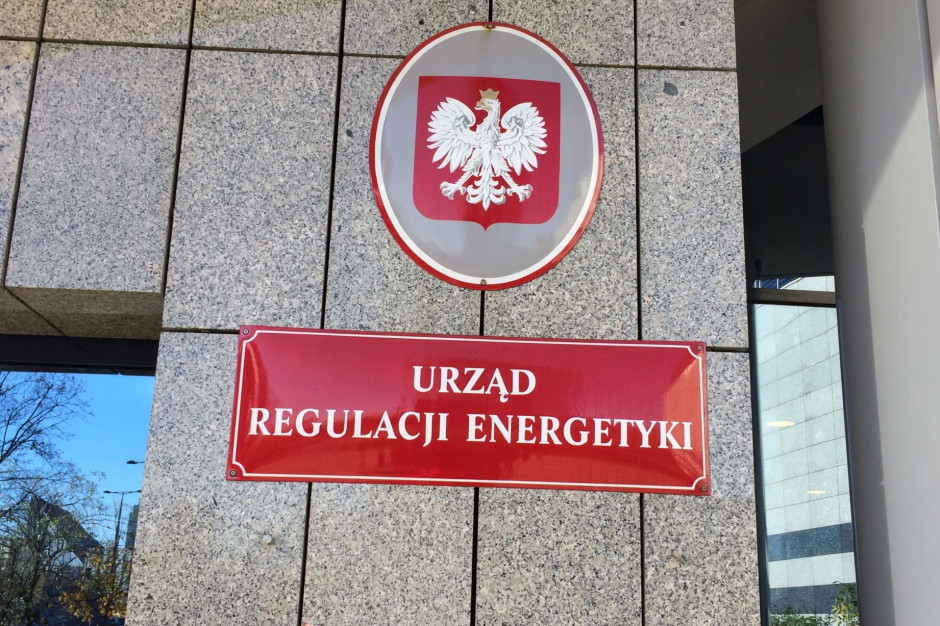 URZĄD
REGULACJI ENERGETYKI